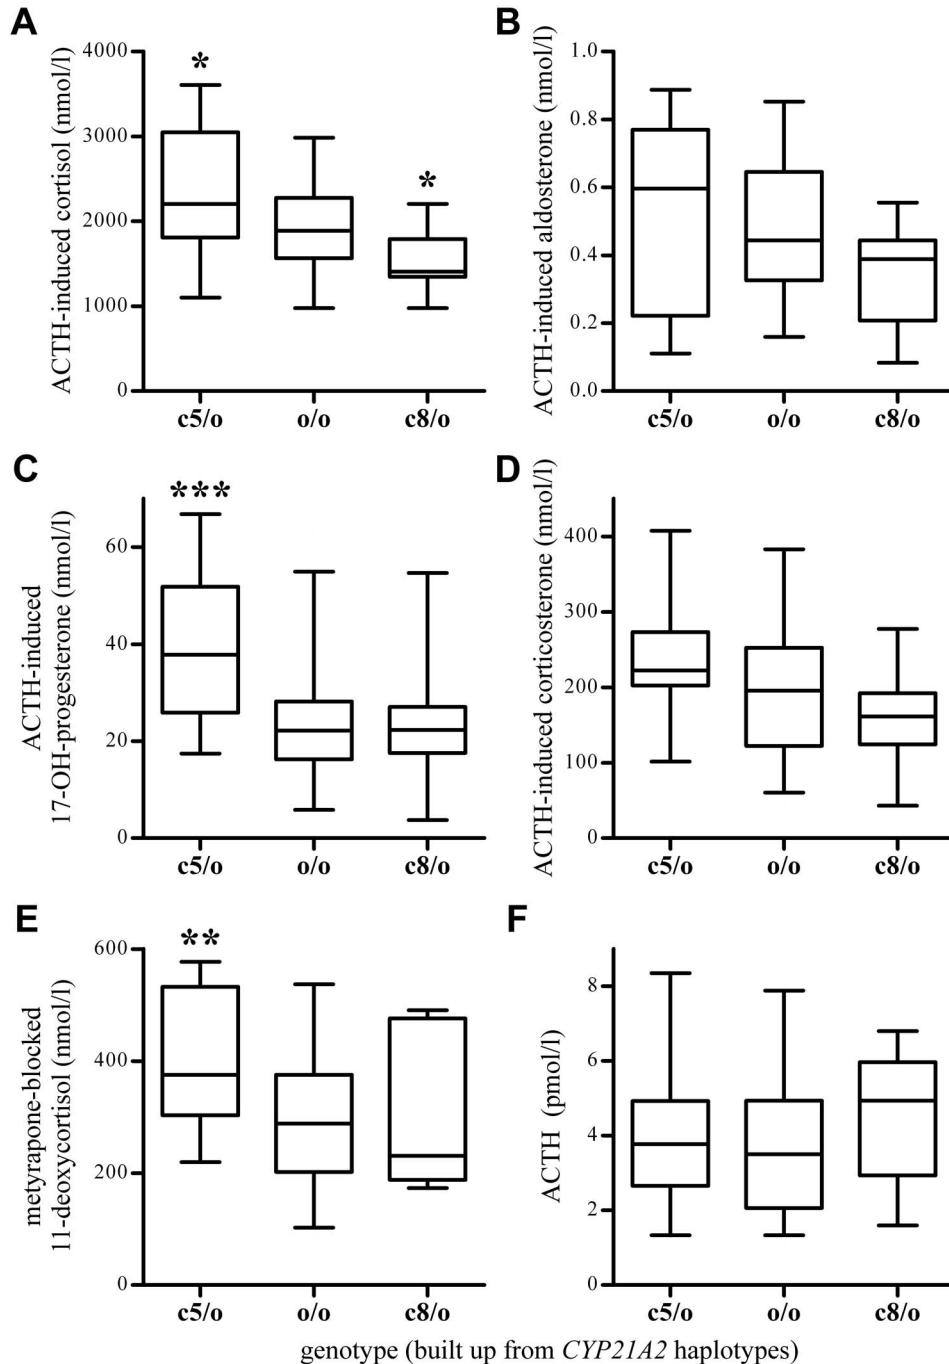 A
ACTH-induced cortisol (nmol/l)
4000
3000
2000
1000
0
*
*
c5/o
o/o
c8/o
B
ACTH-induced aldosterone (nmol/l)
1.0
0.8
0.6
0.4
0.2
0.0
c5/o
o/o
c8/o
C
ACTH-induced
17-OH-progesterone (nmol/l)
60
40
20
0
***
c5/o
o/o
c8/o
D
ACTH-induced corticosterone (nmol/l)
400
300
200
100
0
c5/o
o/o
c8/o
E
metyrapone-blocked
11-deoxycortisol (nmol/l)
600
400
200
0
**
c5/o
o/o
c8/o
F
ACTH (pmol/l)
8
6
4
2
0
c5/o
o/o
c8/o
genotype (built up from CYP21A2 haplotypes)